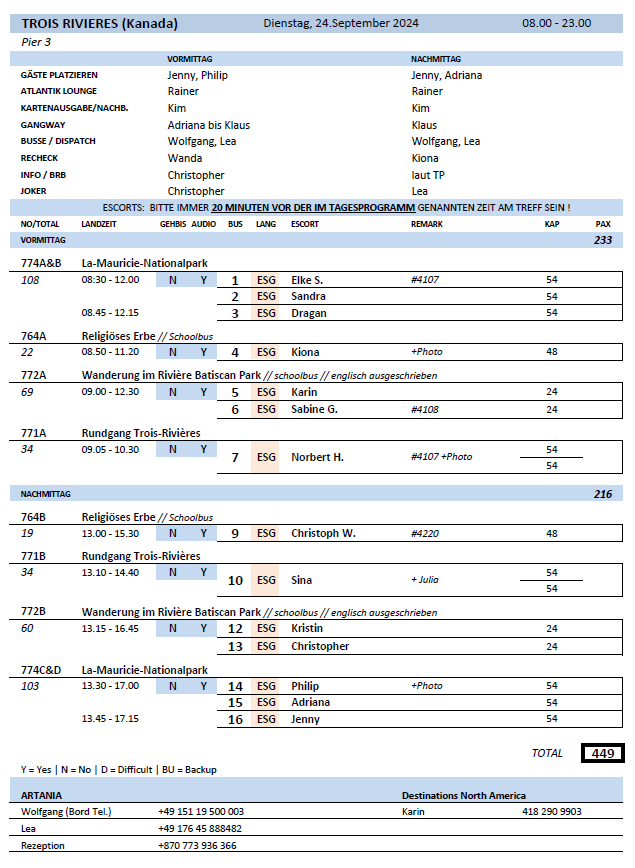 TROIS RIVIERES (Kanada) Dienstag, 24.September 2024 08.00 - 23.00
Pier 3
VORMITTAG NACHMITTAG
GÄSTE PLATZIEREN Jenny, Philip Jenny, Adriana
ATLANTIK LOUNGE Rainer Rainer
KARTENAUSGABE/NACHB. Kim Kim
GANGWAY Adriana bis Klaus Klaus
BUSSE / DISPATCH Wolfgang, Lea Wolfgang, Lea
RECHECK Wanda Kiona
INFO / BRB Christopher laut TP
JOKER Christopher Lea
ESCORTS: BITTE IMMER 20 MINUTEN VOR DER IM TAGESPROGRAMM GENANNTEN ZEIT AM TREFF SEIN !
NO/TOTAL LANDZEIT GEHBIS AUDIO BUS LANG ESCORT REMARK KAP PAX
VORMITTAG 233
774A&B La-Mauricie-Nationalpark
108 08:30 - 12.00 N Y 1 ESG Elke S. #4107 54
2 ESG Sandra 54
08.45 - 12.15 3 ESG Dragan 54
764A Religiöses Erbe // Schoolbus
22 08.50 - 11.20 N Y 4 ESG Kiona +Photo 48
772A Wanderung im Rivière Batiscan Park // schoolbus // englisch ausgeschrieben
69 09.00 - 12.30 N Y 5 ESG Karin 24
6 ESG Sabine G. #4108 24
771A Rundgang Trois-Rivières
34 09.05 - 10.30 N Y 7 ESG Norbert H. #4107 +Photo 54
54
NACHMITTAG 216
764B Religiöses Erbe // Schoolbus
19 13.00 - 15.30 N Y 9 ESG Christoph W. #4220 48
771B Rundgang Trois-Rivières
34 13.10 - 14.40 N Y 10 ESG Sina + Julia 54
54
772B Wanderung im Rivière Batiscan Park // schoolbus // englisch ausgeschrieben
60 13.15 - 16.45 N Y 12 ESG Kristin 24
13 ESG Christopher 24
774C&D La-Mauricie-Nationalpark
103 13.30 - 17.00 N Y 14 ESG Philip +Photo 54
15 ESG Adriana 54
13.45 - 17.15 16 ESG Jenny 54
TOTAL 449
Y = Yes | N = No | D = Difficult | BU = Backup
ARTANIA Destinations North America
Wolfgang (Bord Tel.) +49 151 19 500 003 Karin 418 290 9903
Lea +49 176 45 888482
Rezeption +870 773 936 366